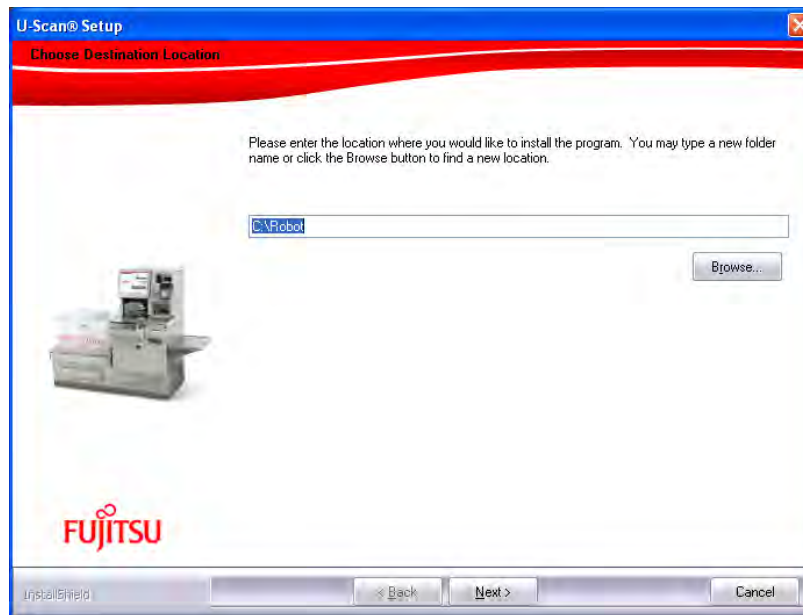 U-Scan® Setup
Choose Destination Location
Please enter the location where you would like to install the program. You may type a new folder
name or click the Browse button to find a new location.
C:\Robot
Browse...
FUJITSU
InstallShield
< Back
Next >
Cancel